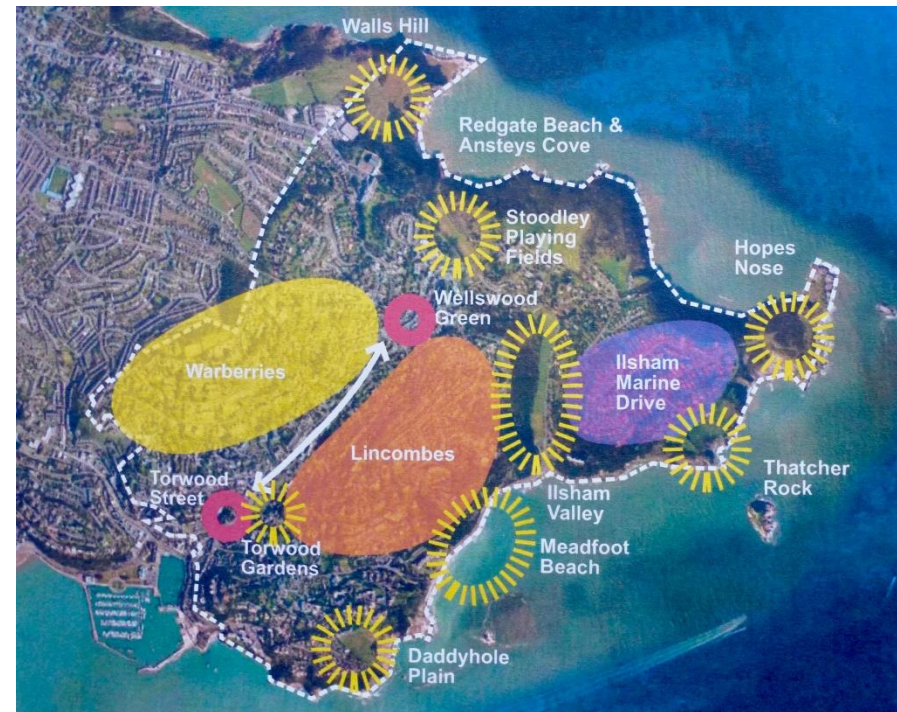 Walls Hill
Redgate Beach &
Ansteys Cove
Stoodley
Playing
Fields
Hopes
Nose
Wellswood
Green
Warberries
Ilsham
Marine
Drive
Lincombes
Torwood
Street
Thatcher
Rock
Ilsham
Valley
Torwood
Gardens
Meadfoot
Beach
Daddyhole
Plain